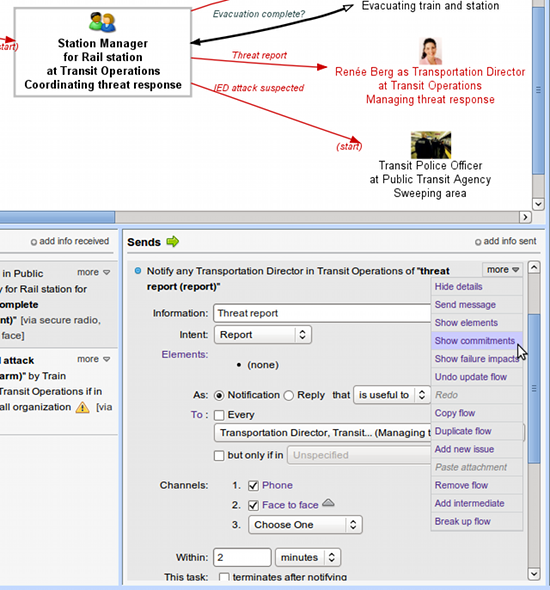 Evacuation complete?
Evacuating train and station
(start)
Station Manager
for Rail station
at Transit Operations
Coordinating threat response
Threat report
Renée Berg as Transportation Director
at Transit Operations
Managing threat response
IED attack suspected
(start)
Transit Police Officer
at Public Transit Agency
Sweeping area
add info received
Sends
add info sent
in Public
more
y for Rail station for
omplete
nt)" [via secure radio,
face]
l attack
more
arm)" by Train
Transit Operations if in
all organization
[via
Notify any Transportation Director in Transit Operations of "threat
report (report)"
more
Hide details
Send message
Show elements
Show commitments
Show failure impacts
Undo update flow
Redo
Copy flow
Duplicate flow
Add new issue
Paste attachment
Remove flow
Add intermediate
Break up flow
Information:
Threat report
Intent:
Report
Elements:
• (none)
As:
Notification
Reply
that
is useful to
To :
Every
Transportation Director, Transit... (Managing t
but only if in
Unspecified
Channels:
1.
Phone
2.
Face to face
3.
Choose One
Within:
2
minutes
This task:
terminates after notifying